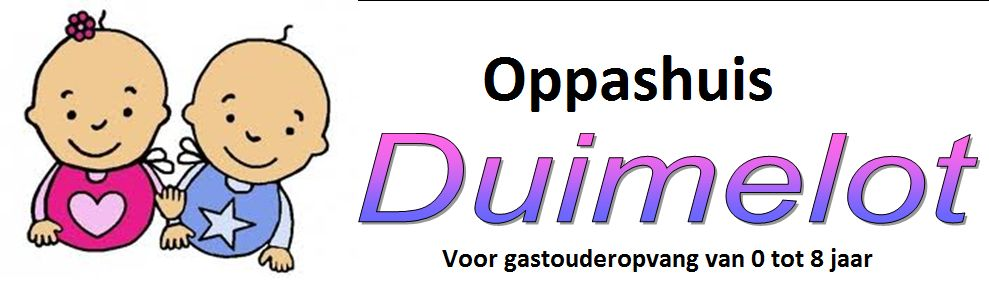 Oppashuis
Duimelot
Voor gastouderopvang van 0 tot 8 jaar